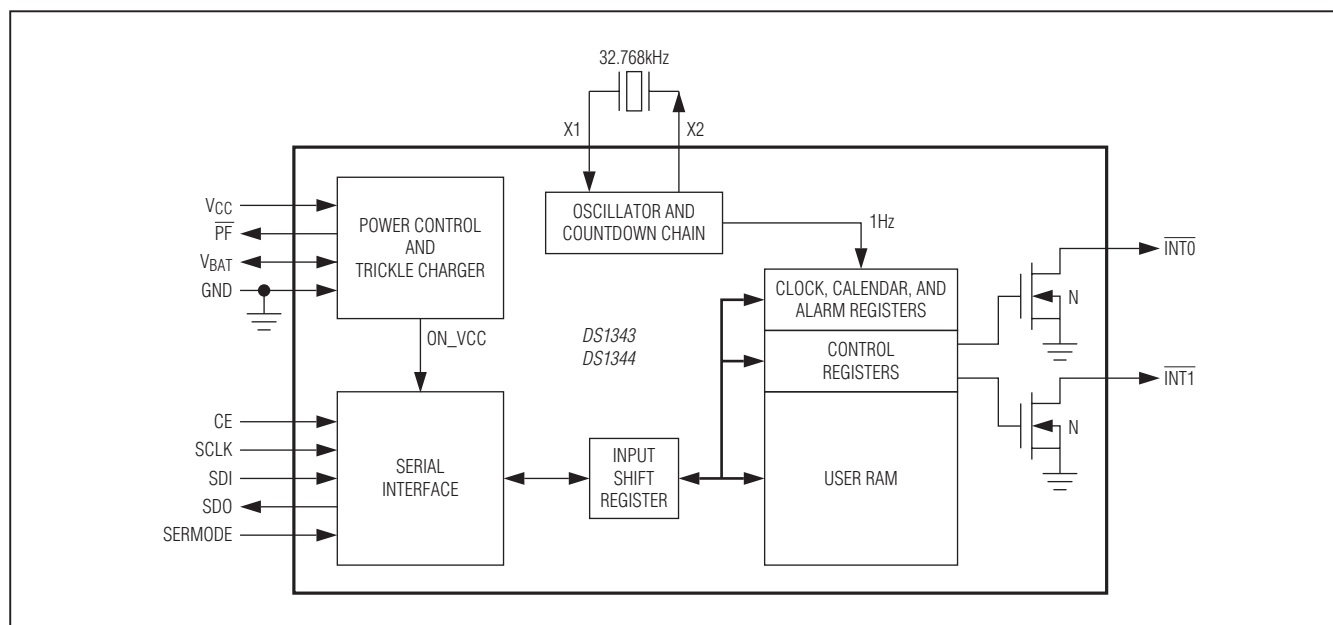 32.768kHz
X1
X2
VCC
PF
VBAT
GND
POWER CONTROL
AND
TRICKLE CHARGER
OSCILLATOR AND
COUNTDOWN CHAIN
1Hz
CLOCK, CALENDAR, AND
ALARM REGISTERS
CONTROL
REGISTERS
USER RAM
N
INT0
N
INT1
ON_VCC
DS1343
DS1344
CE
SCLK
SDI
SDO
SERMODE
SERIAL
INTERFACE
INPUT
SHIFT
REGISTER